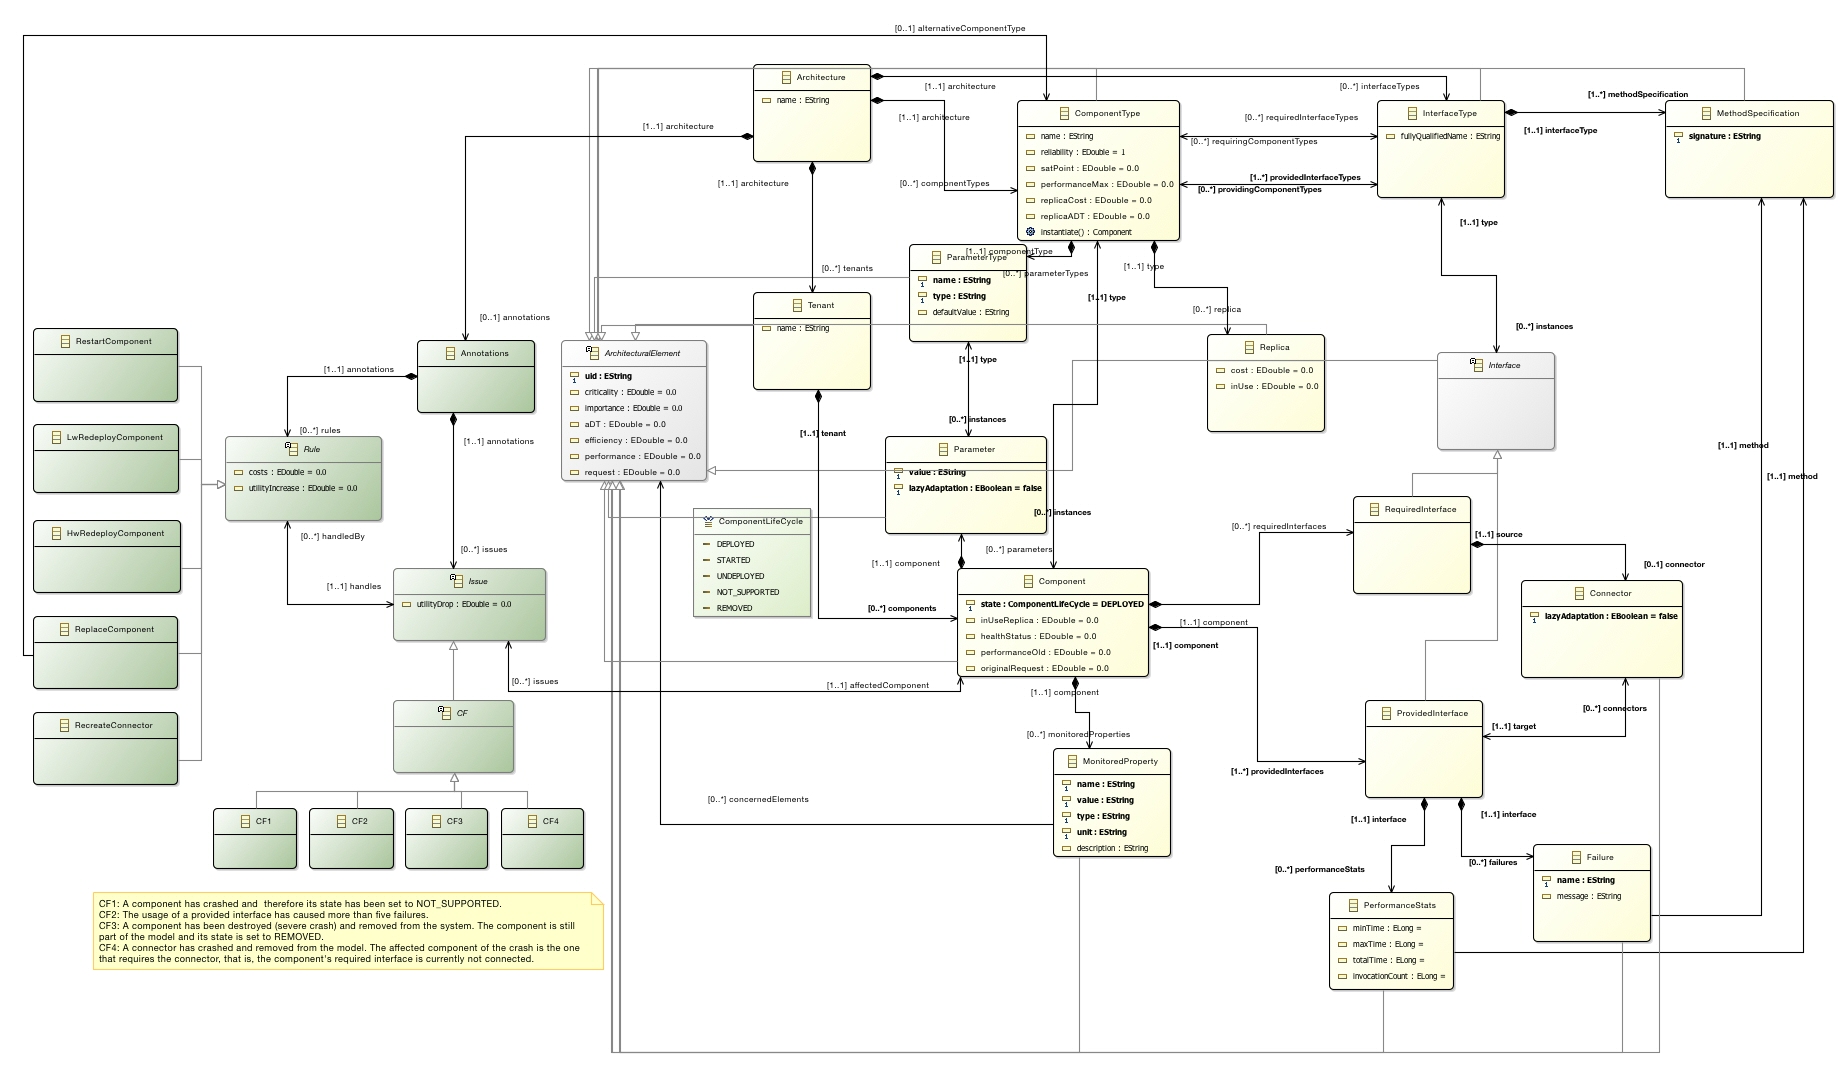 [0..1] alternativeComponentType
Architecture
name : EString
[1..1] architecture
[0..*] interfaceTypes
[1..1] architecture
[1..1] architecture
[1..1] architecture
[0..*] componentTypes
ComponentType
name : EString
reliability : EDouble = 1
satPoint : EDouble = 0.0
performanceMax : EDouble = 0.0
replicaCost : EDouble = 0.0
replicaADT : EDouble = 0.0
instantiate() : Component
[0..*] requiredInterfaceTypes
[0..*] requiringComponentTypes
[1..*] providedInterfaceTypes
[0..*] providingComponentTypes
InterfaceType
fullyQualifiedName : EString
[1..*] methodSpecification
[1..1] interfaceType
MethodSpecification
signature : EString
[1..1] type
[0..*] instances
[1..1] componentType
[0..*] parameterTypes
[1..1] type
[1..1] type
[0..*] replica
ParameterType
name : EString
type : EString
defaultValue : EString
[0..*] tenants
Tenant
name : EString
[0..*] annotations
RestartComponent
Annotations
[1..1] annotations
[0..*] rules
[1..1] annotations
ArchitecturalElement
uid : EString
criticality : EDouble = 0.0
importance : EDouble = 0.0
aDT : EDouble = 0.0
efficiency : EDouble = 0.0
performance : EDouble = 0.0
request : EDouble = 0.0
Replica
cost : EDouble = 0.0
inUse : EDouble = 0.0
Interface
[1..1] type
[0..*] instances
[1..1] tenant
LwRedeployComponent
Rule
costs : EDouble = 0.0
utilityIncrease : EDouble = 0.0
Parameter
value : EString
lazyAdaptation : EBoolean = false
[0..*] instances
[1..1] method
[1..1] method
HwRedeployComponent
[0..*] handledBy
[0..*] issues
[1..1] handles
ComponentLifeCycle
DEPLOYED
STARTED
UNDEPLOYED
NOT_SUPPORTED
REMOVED
[0..*] parameters
[1..1] component
[0..*] components
[0..*] requiredInterfaces
RequiredInterface
[1..1] source
[0..1] connector
Issue
utilityDrop : EDouble = 0.0
Component
state : ComponentLifeCycle = DEPLOYED
inUseReplica : EDouble = 0.0
healthStatus : EDouble = 0.0
performanceOld : EDouble = 0.0
originalRequest : EDouble = 0.0
[1..1] component
[1..1] component
Connector
lazyAdaptation : EBoolean = false
ReplaceComponent
[0..*] issues
[1..1] affectedComponent
[1..1] component
[0..*] monitoredProperties
RecreateConnector
CF
ProvidedInterface
[0..*] connectors
[1..1] target
[1..*] providedInterfaces
MonitoredProperty
name : EString
value : EString
type : EString
unit : EString
description : EString
[0..*] concernedElements
CF1
CF2
CF3
CF4
[1..1] interface
[1..1] interface
[0..*] performanceStats
[0..*] failures
Failure
name : EString
message : EString
PerformanceStats
minTime : ELong =
maxTime : ELong =
totalTime : ELong =
invocationCount : ELong =
CF1: A component has crashed and  therefore its state has been set to NOT_SUPPORTED.
CF2: The usage of a provided interface has caused more than five failures.
CF3: A component has been destroyed (severe crash) and removed from the system. The component is still
part of the model and its state is set to REMOVED.
CF4: A connector has crashed and removed from the model. The affected component of the crash is the one
that requires the connector, that is, the component's required interface is currently not connected.